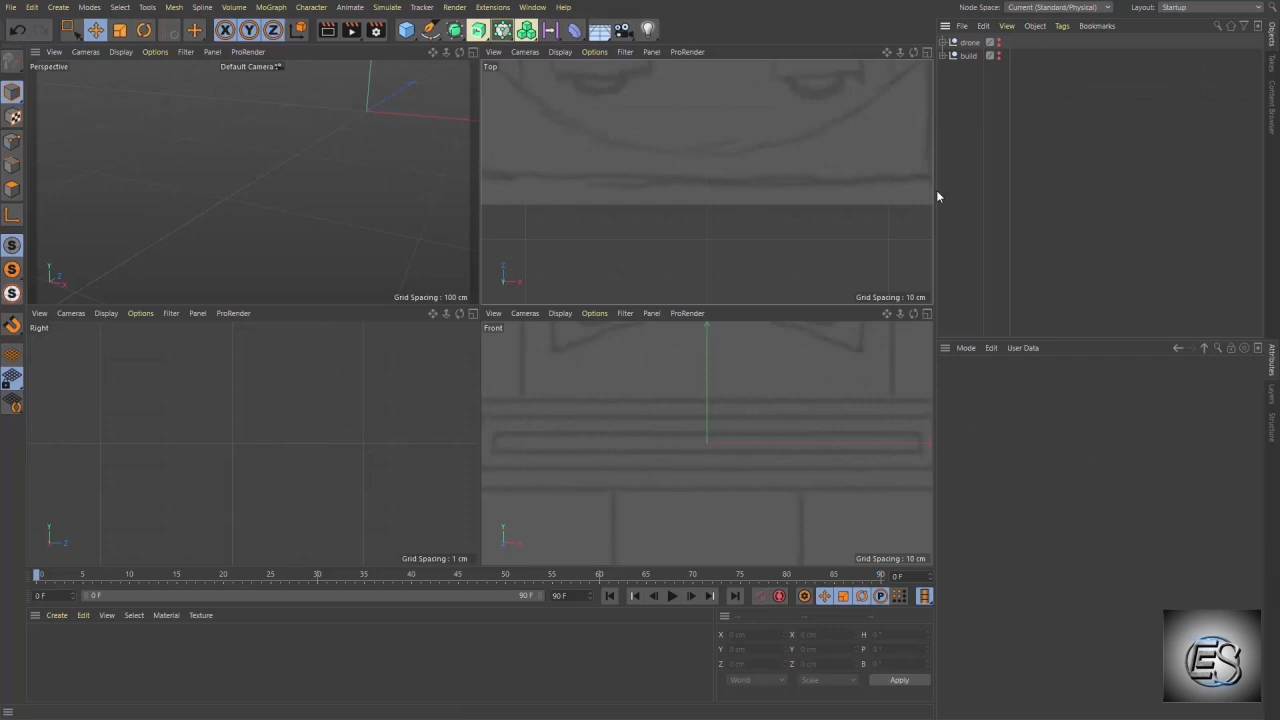 File Edit Create Modes Select Tools Mesh Spline Volume MoGraph Character Animate Simulate Tracker Render Extensions Window Help Node Space: Current (Standard/Physical) Layout: Startup
X Y Z
File Edit View Object Tags Bookmarks
drone
build
View Cameras Display Options Filter Panel ProRender
Perspective Default Camera
Y Z X
Grid Spacing : 100 cm
View Cameras Display Options Filter Panel ProRender
Top
Z X
Grid Spacing : 10 cm
View Cameras Display Options Filter Panel ProRender
Right
Y Z
Grid Spacing : 1 cm
View Cameras Display Options Filter Panel ProRender
Front
Y X
Grid Spacing : 10 cm
Mode Edit User Data
Objects
Takes
Content Browser
Attributes
Layers
Structure
S
S
S
0 5 10 15 20 25 30 35 40 45 50 55 60 65 70 75 80 85 90 0 F
0 F 0 F 90 F 90 F
P
Create Edit View Select Material Texture
-- -- --
X 0 cm X 0 cm H 0 °
Y 0 cm Y 0 cm P 0 °
Z 0 cm Z 0 cm B 0 °
World Scale Apply
ES